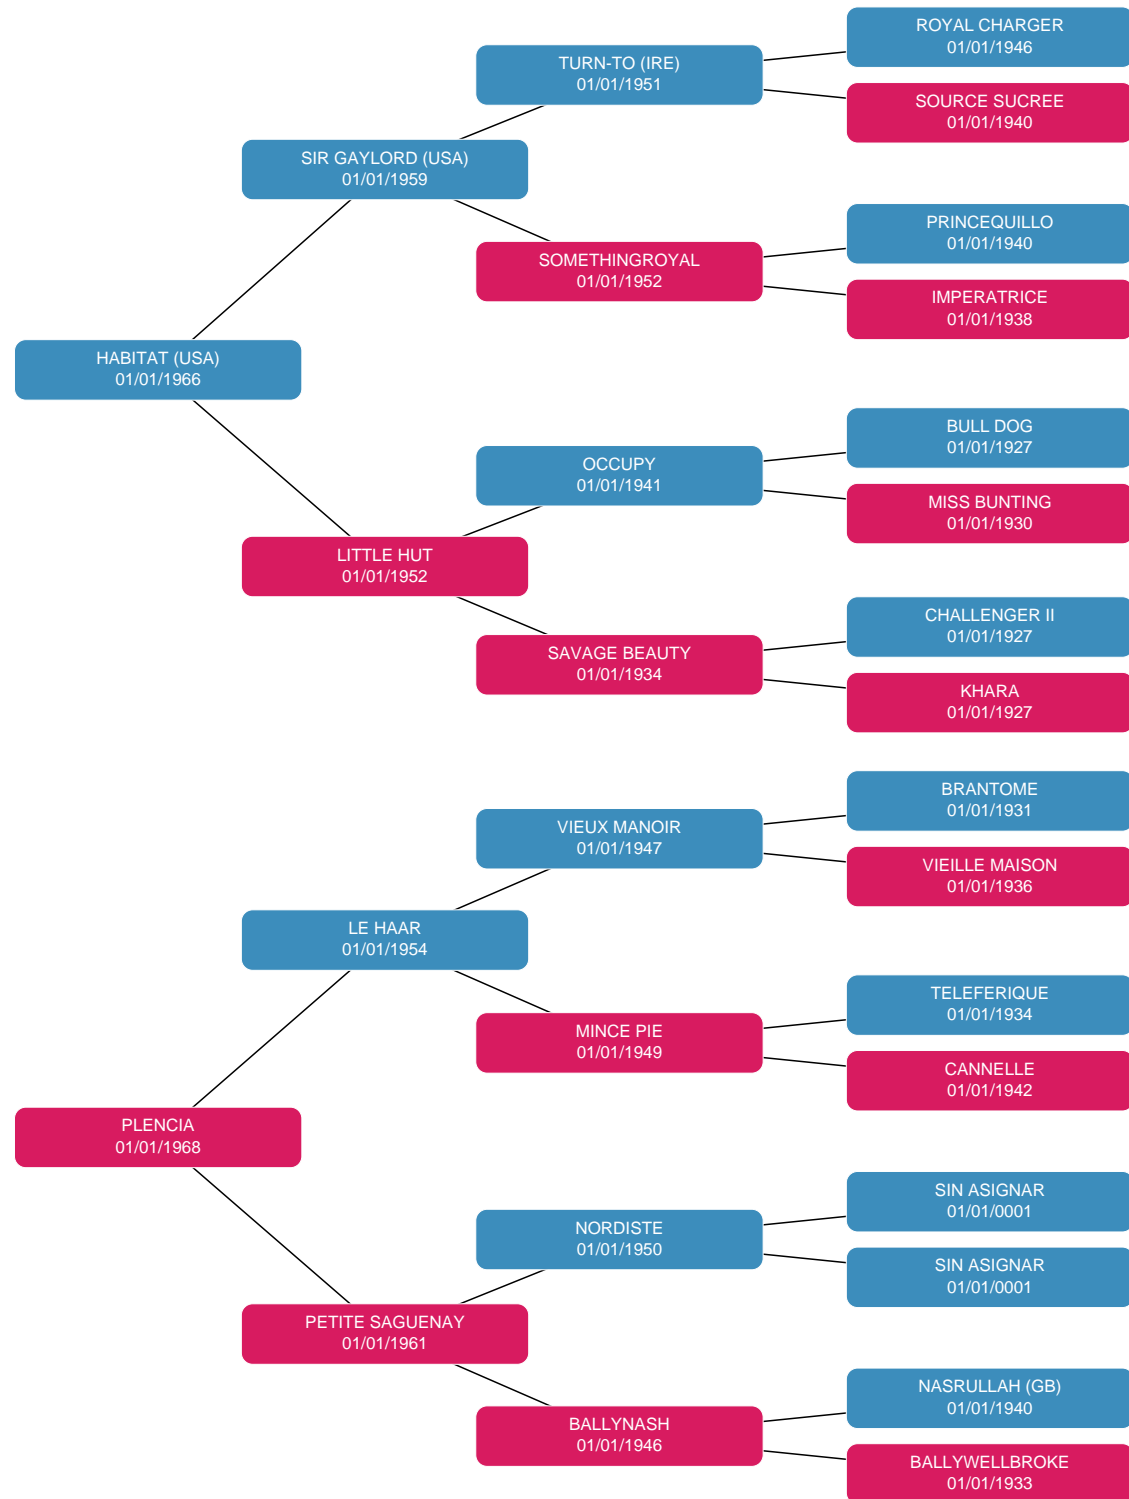 ROYAL CHARGER
01/01/1946
TURN-TO (IRE)
01/01/1951
SOURCE SUCREE
01/01/1940
SIR GAYLORD (USA)
01/01/1959
PRINCEQUILLO
01/01/1940
SOMETHINGROYAL
01/01/1952
IMPERATRICE
01/01/1938
HABITAT (USA)
01/01/1966
BULL DOG
01/01/1927
OCCUPY
01/01/1941
MISS BUNTING
01/01/1930
LITTLE HUT
01/01/1952
CHALLENGER II
01/01/1927
SAVAGE BEAUTY
01/01/1934
KHARA
01/01/1927
BRANTOME
01/01/1931
VIEUX MANOIR
01/01/1947
VIEILLE MAISON
01/01/1936
LE HAAR
01/01/1954
TELEFERIQUE
01/01/1934
MINCE PIE
01/01/1949
CANNELLE
01/01/1942
PLENCIA
01/01/1968
SIN ASIGNAR
01/01/0001
NORDISTE
01/01/1950
SIN ASIGNAR
01/01/0001
PETITE SAGUENAY
01/01/1961
NASRULLAH (GB)
01/01/1940
BALLYNASH
01/01/1946
BALLYWELLBROKE
01/01/1933